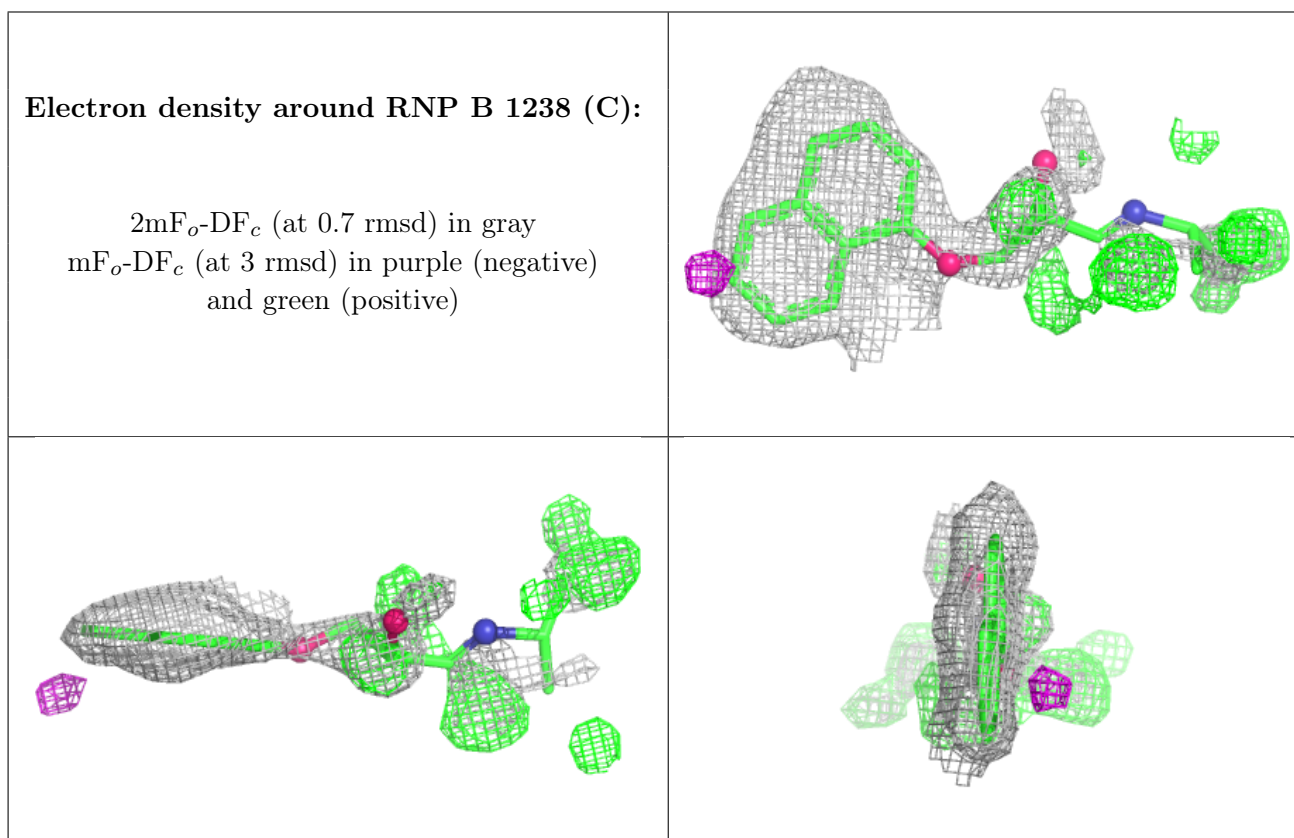 Electron density around RNP B 1238 (C):
2mFo-DFc (at 0.7 rmsd) in gray
mFo-DFc (at 3 rmsd) in purple (negative)
and green (positive)